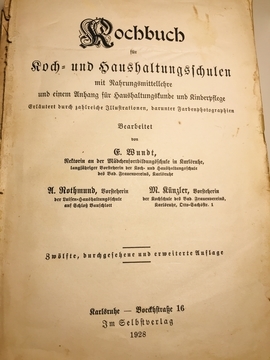 Kochbuch
für
Koch- und Haushaltungsschulen
mit Nahrungsmittellehre
und einem Anhang für Haushaltungskunde und Kinderpflege
Erläutert durch zahlreiche Illustrationen, darunter Farbenphotographien
Bearbeitet
von
E. Wundt,
Rektorin an der Mädchenfortbildungsschule in Karlsruhe,
langjähriger Vorsteherin der Koch- und Haushaltungsschule
des Bad. Frauenvereins, Karlsruhe
A. Rothmund, Vorsteherin
der Luisen-Haushaltungsschule
auf Schloß Bauschlott
M. Künzler, Vorsteherin
der Kochschule des Bad. Frauenvereins,
Karlsruhe, Otto-Sachsstr. 1
Zwölfte, durchgesehene und erweiterte Auflage
Karlsruhe — Boeckhstraße 16
Im Selbstverlag
1928